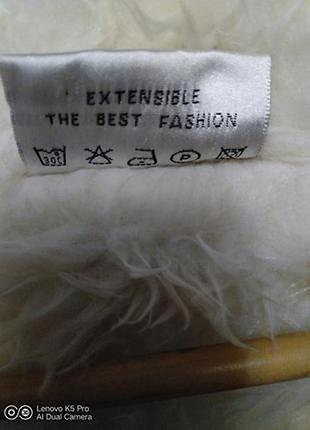 EXTENSIBLE
THE BEST FASHION
P
Lenovo K5 Pro
AI Dual Camera